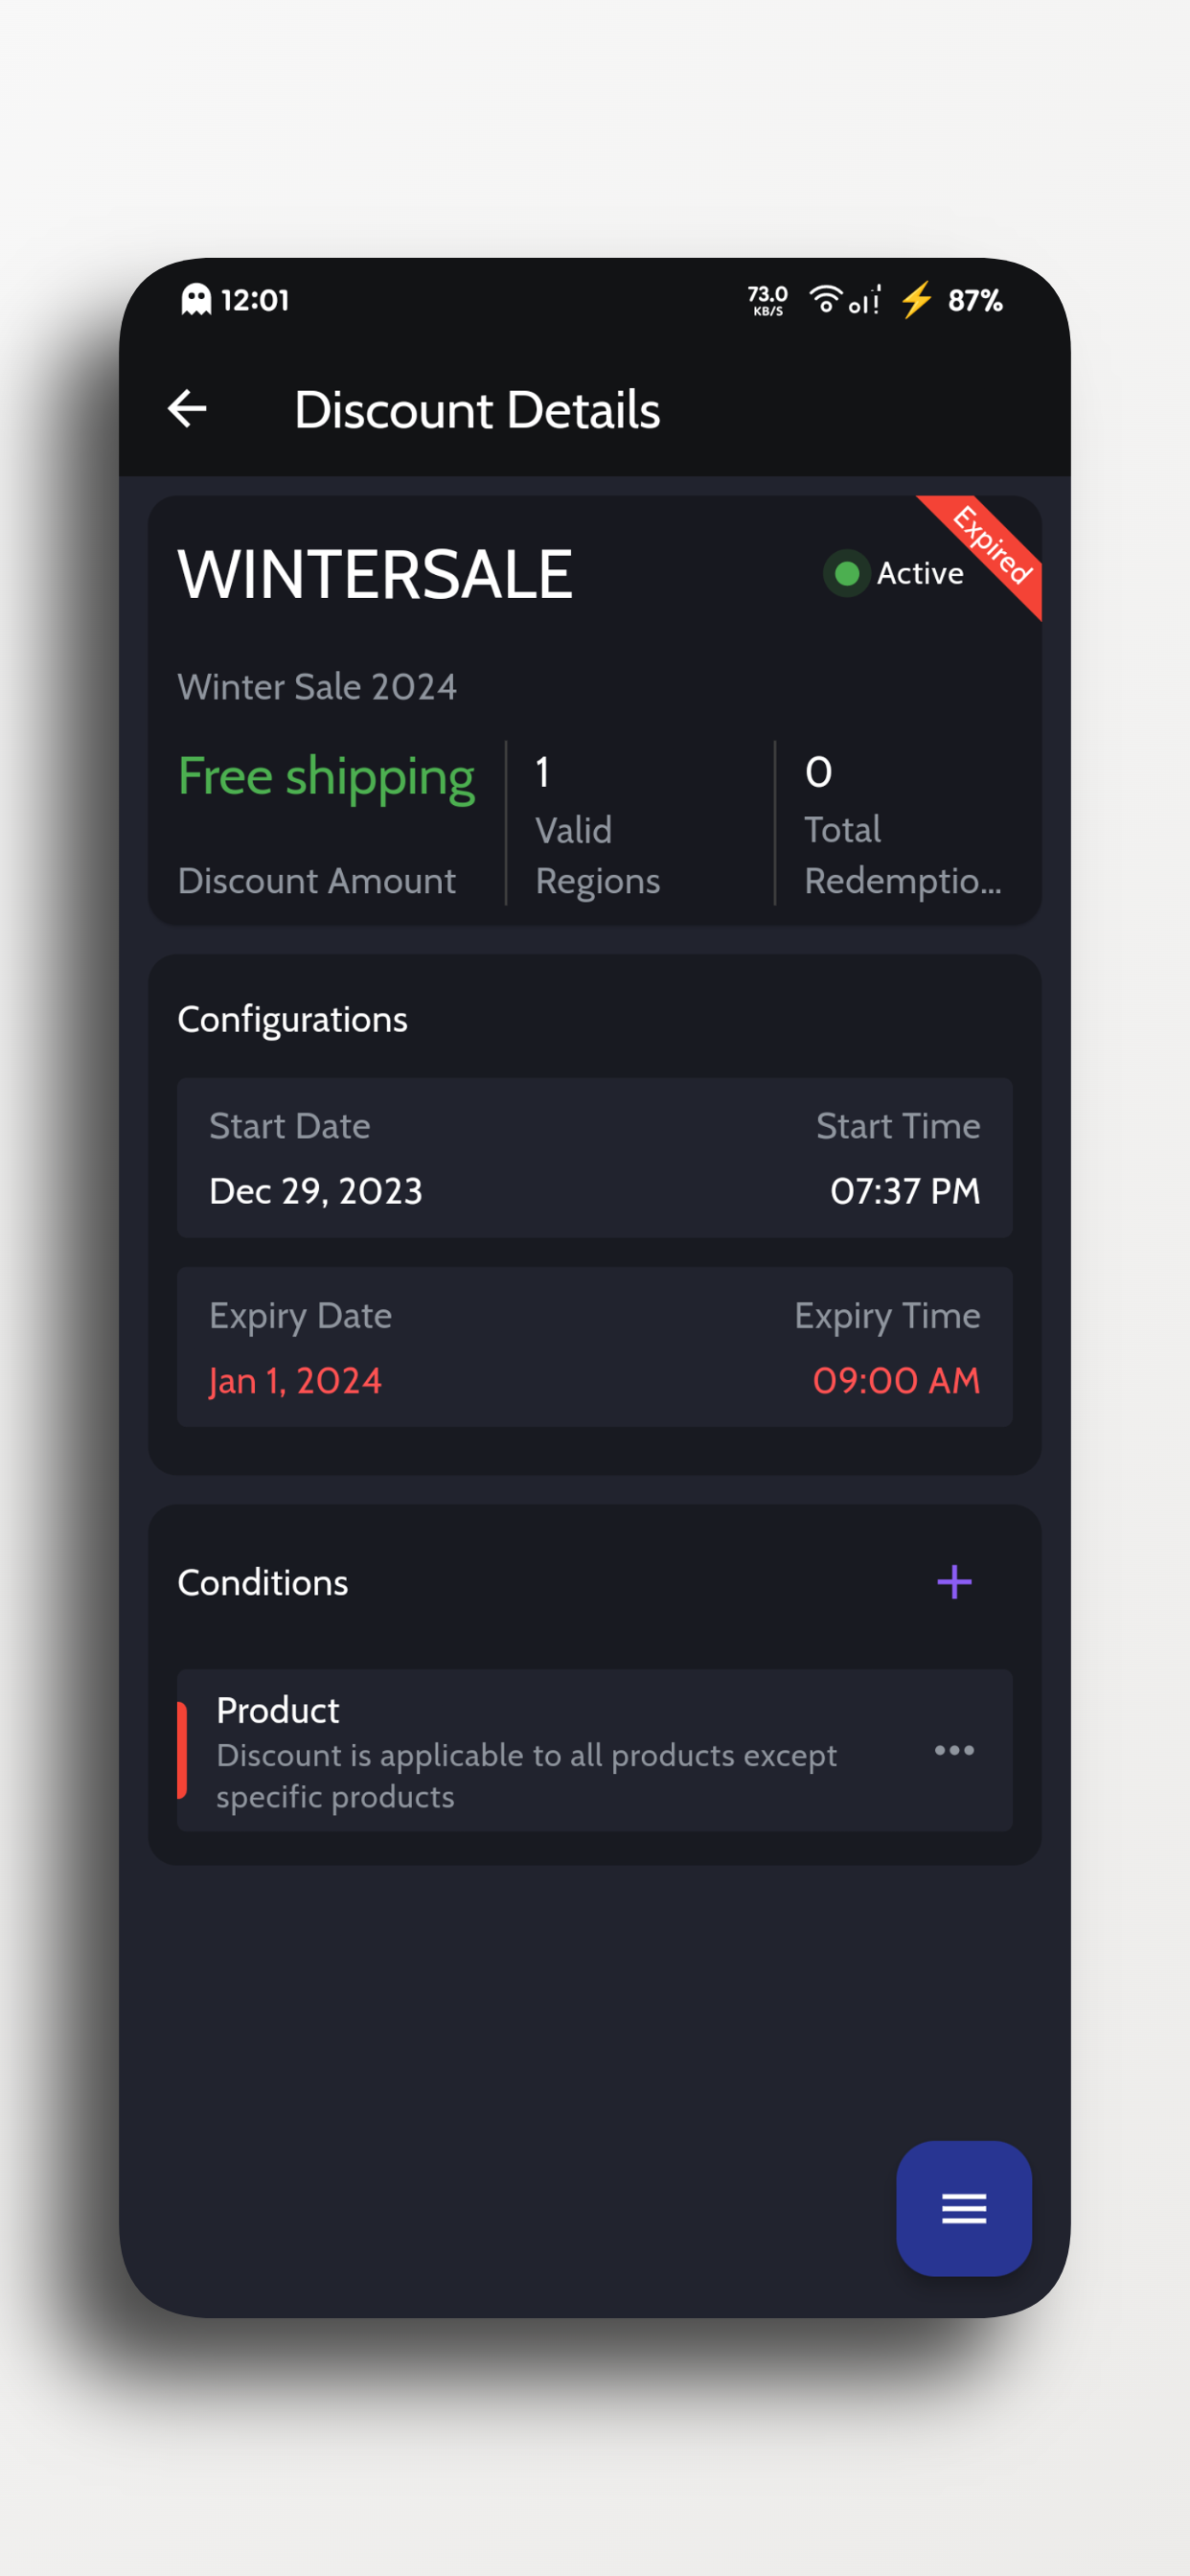 12:01 73.0 KB/S 87%
Discount Details
Expired
WINTERSALE Active
Winter Sale 2024
Free shipping 1 0
Valid Total
Discount Amount Regions Redemptio...
Configurations
Start Date Start Time
Dec 29, 2023 07:37 PM
Expiry Date Expiry Time
Jan 1, 2024 09:00 AM
Conditions
Product
Discount is applicable to all products except
specific products